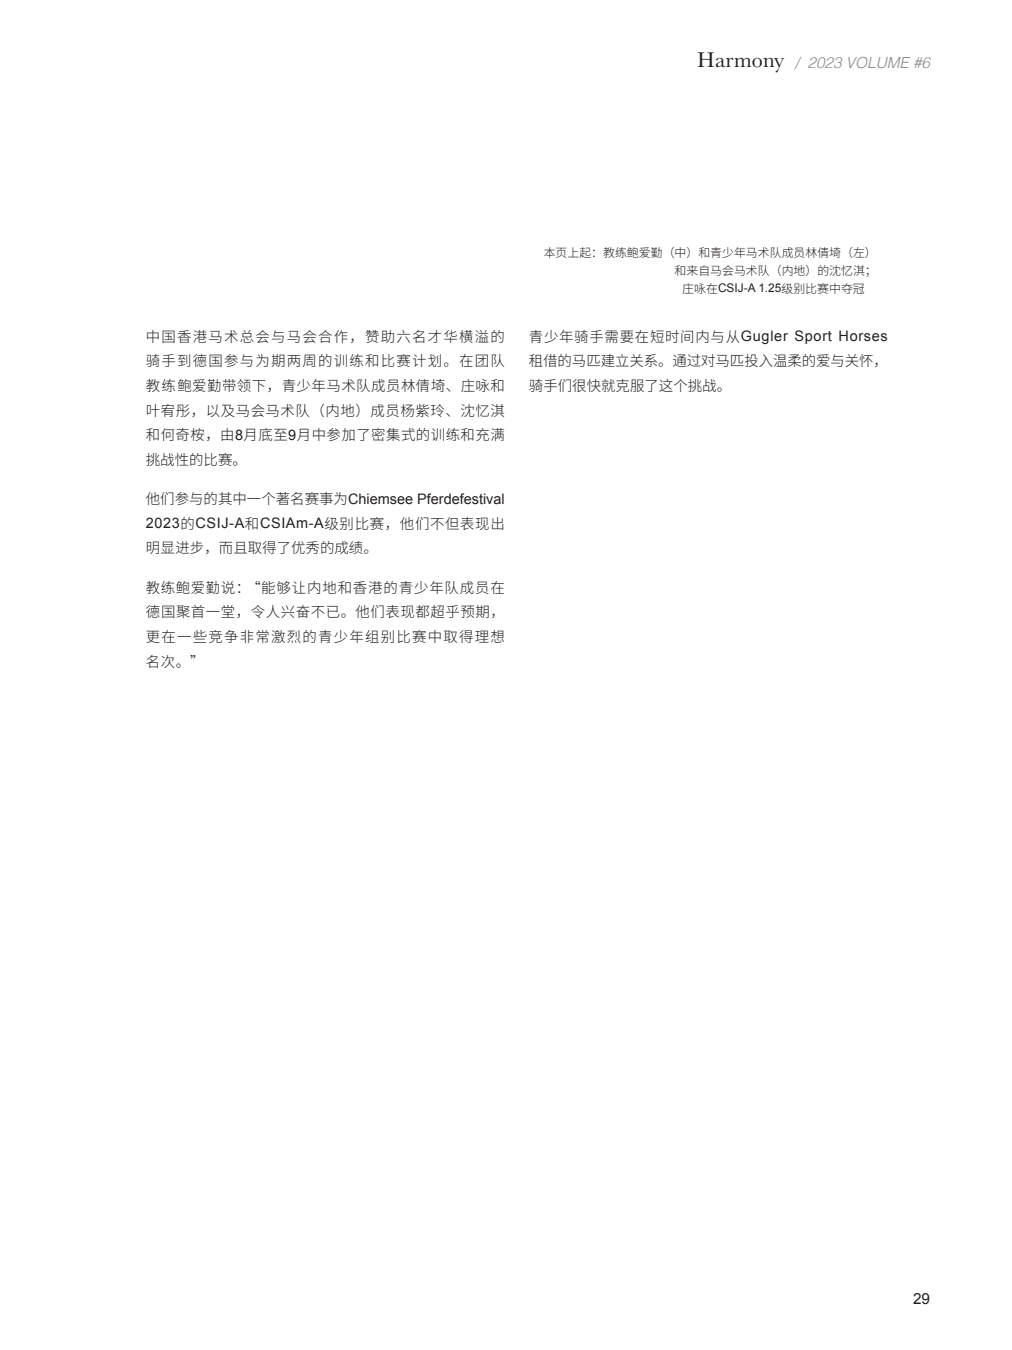 Harmony / 2023 VOLUME #6
本页上起：教练鲍爱勤（中）和青少年马术队成员林倩埼（左）
和来自马会马术队（内地）的沈忆淇；
庄咏在CSIJ-A 1.25级别比赛中夺冠
中国香港马术总会与马会合作，赞助六名才华横溢的
骑手到德国参与为期两周的训练和比赛计划。在团队
教练鲍爱勤带领下，青少年马术队成员林倩埼、庄咏和
叶宥彤，以及马会马术队（内地）成员杨紫玲、沈忆淇
和何奇桉，由8月底至9月中参加了密集式的训练和充满
挑战性的比赛。
他们参与的其中一个著名赛事为Chiemsee Pferdefestival
2023的CSIJ-A和CSIAm-A级别比赛，他们不但表现出
明显进步，而且取得了优秀的成绩。
教练鲍爱勤说：“能够让内地和香港的青少年队成员在
德国聚首一堂，令人兴奋不已。他们表现都超乎预期，
更在一些竞争非常激烈的青少年组别比赛中取得理想
名次。”
青少年骑手需要在短时间内与从Gugler Sport Horses
租借的马匹建立关系。通过对马匹投入温柔的爱与关怀，
骑手们很快就克服了这个挑战。
29